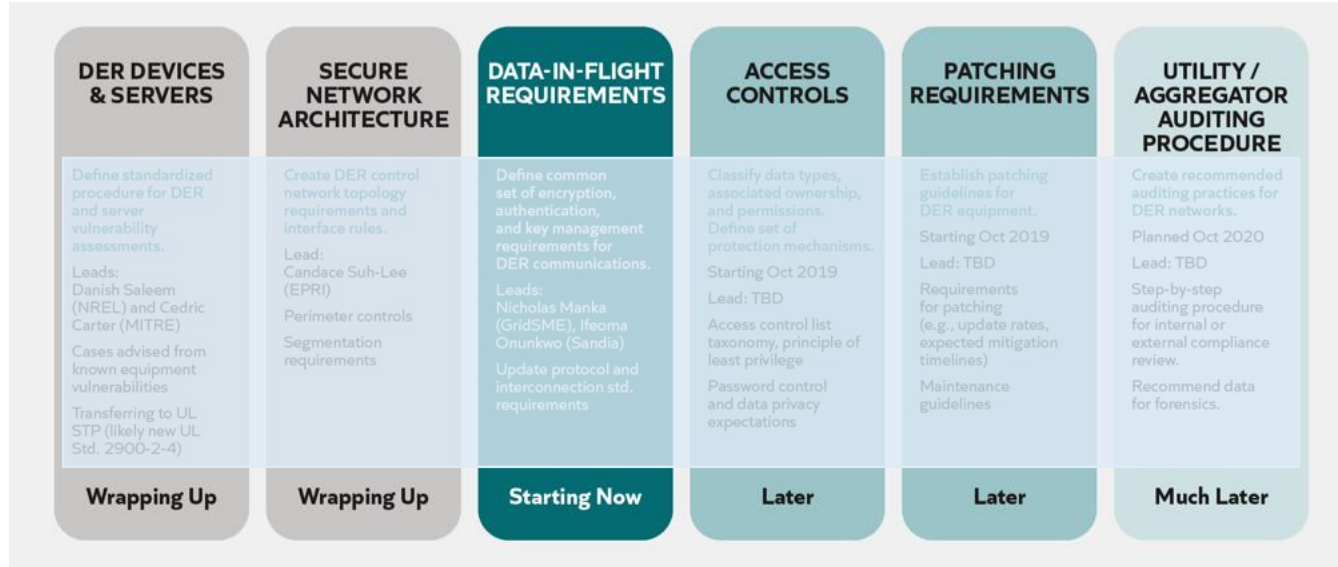 DER DEVICES
& SERVERS
Define standardized
procedure for DER
and server
vulnerability
assessments.
Leads:
Danish Saleem
(NREL) and Cedric
Carter (MITRE)
Cases advised from
known equipment
vulnerabilities
Transferring to UL
STP (likely new UL
Std. 2900-2-4)
Wrapping Up
SECURE
NETWORK
ARCHITECTURE
Create DER control
network topology
requirements and
interface rules.
Lead:
Candace Suh-Lee
(EPRI)
Perimeter controls
Segmentation
requirements
Wrapping Up
DATA-IN-FLIGHT
REQUIREMENTS
Define common
set of encryption,
authentication,
and key management
requirements for
DER communications.
Leads:
Nicholas Manka
(GridSME), Ifeoma
Onunkwo (Sandia)
Update protocol and
interconnection std.
requirements
Starting Now
ACCESS
CONTROLS
Classify data types,
associated ownership,
and permissions.
Define set of
protection mechanisms.
Starting Oct 2019
Lead: TBD
Access control list
taxonomy, principle of
least privilege
Password control
and data privacy
expectations
Later
PATCHING
REQUIREMENTS
Establish patching
guidelines for
DER equipment.
Starting Oct 2019
Lead: TBD
Requirements
for patching
(e.g., update rates,
expected mitigation
timelines)
Maintenance
guidelines
Later
UTILITY /
AGGREGATOR
AUDITING
PROCEDURE
Create recommended
auditing practices for
DER networks.
Planned Oct 2020
Lead: TBD
Step-by-step
auditing procedure
for internal or
external compliance
review.
Recommend data
for forensics.
Much Later